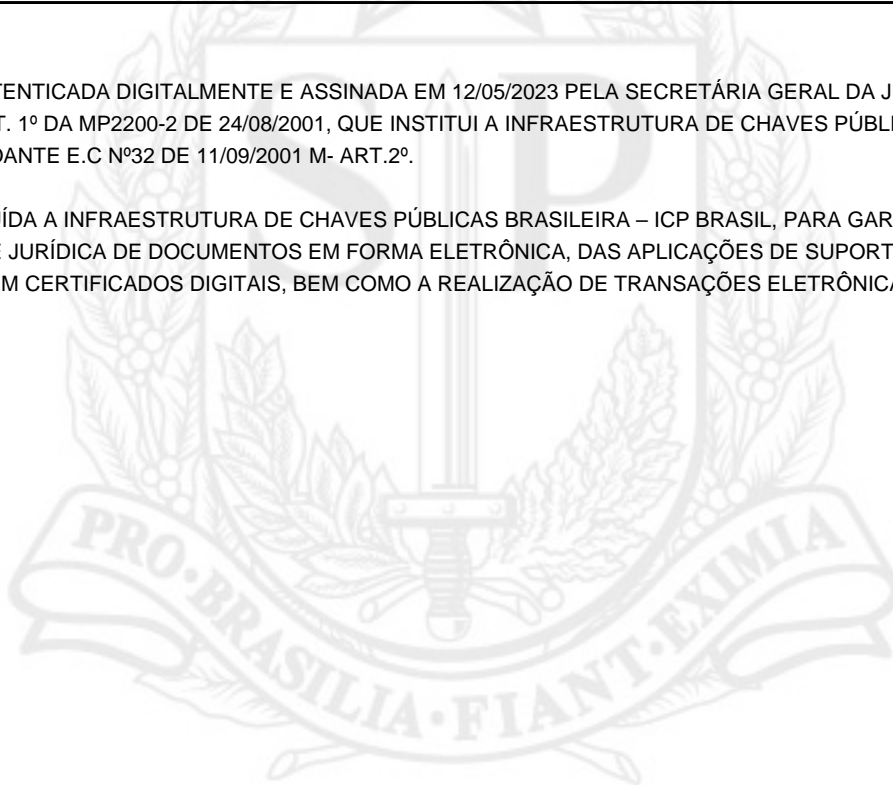 TENTICADA DIGITALMENTE E ASSINADA EM 12/05/2023 PELA SECRETÁRIA GERAL DA J
T. 1º DA MP2200-2 DE 24/08/2001, QUE INSTITUI A INFRAESTRUTURA DE CHAVES PÚBL
DANTE E.C Nº32 DE 11/09/2001 M- ART.2º.
ÍDA A INFRAESTRUTURA DE CHAVES PÚBLICAS BRASILEIRA – ICP BRASIL, PARA GAR
E JURÍDICA DE DOCUMENTOS EM FORMA ELETRÔNICA, DAS APLICAÇÕES DE SUPORT
M CERTIFICADOS DIGITAIS, BEM COMO A REALIZAÇÃO DE TRANSAÇÕES ELETRÔNICA
SP
PRO·BRASILIA·FIANT·EXIMIA